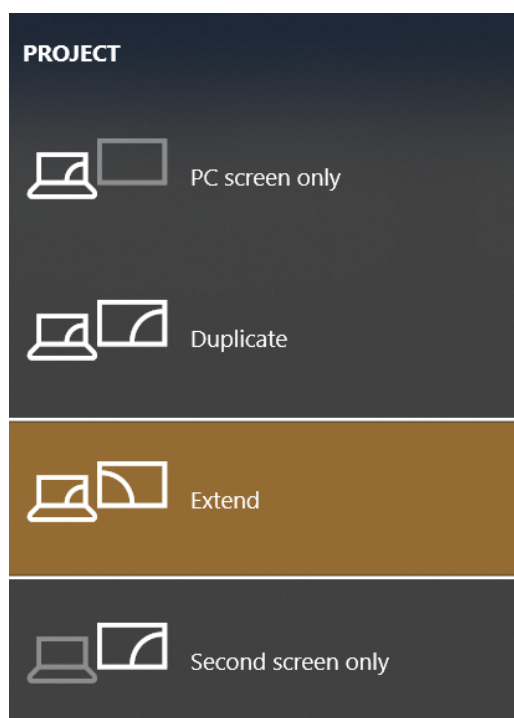 PROJECT
PC screen only
Duplicate
Extend
Second screen only